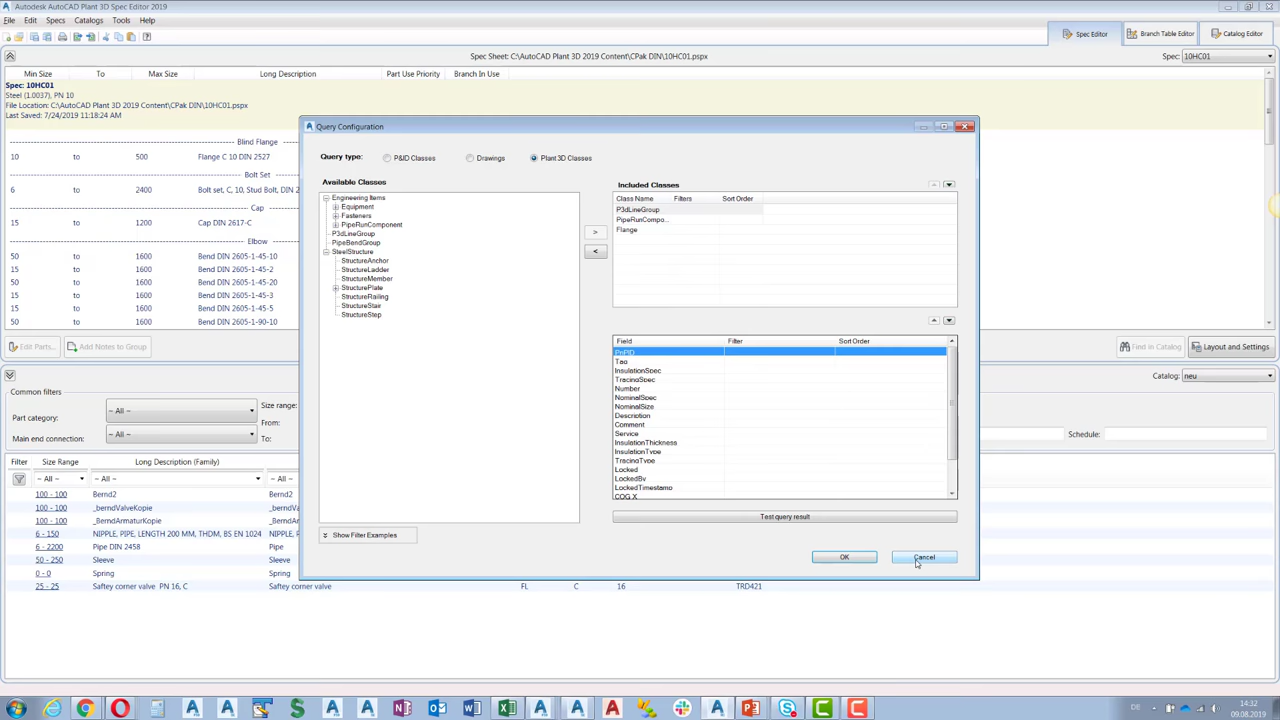 Autodesk AutoCAD Plant 3D Spec Editor 2019
File Edit Specs Catalogs Tools Help
Spec Editor Branch Table Editor Catalog Editor
Spec Sheet: C:\AutoCAD Plant 3D 2019 Content\CPak DIN\10HC01.pspx
Spec: 10HC01
Min Size To Max Size Long Description Part Use Priority Branch In Use
Spec: 10HC01
Steel (1.0037), PN 10
File Location: C:\AutoCAD Plant 3D 2019 Content\CPak DIN\10HC01.pspx
Last Saved: 7/24/2019 11:18:24 AM
Blind Flange
10 to 500 Flange C 10 DIN 2527
Bolt Set
6 to 2400 Bolt set, C, 10, Stud Bolt, DIN 2
Cap
15 to 1200 Cap DIN 2617-C
Elbow
50 to 1600 Bend DIN 2605-1-45-10
15 to 1600 Bend DIN 2605-1-45-2
50 to 1600 Bend DIN 2605-1-45-20
15 to 1600 Bend DIN 2605-1-45-3
15 to 1600 Bend DIN 2605-1-45-5
50 to 1600 Bend DIN 2605-1-90-10
Edit Parts... Add Notes to Group
Find in Catalog Layout and Settings
Common filters
Part category: -- All --
Main end connection: -- All --
Size range:
From:
To:
Catalog: neu
Schedule:
Filter Size Range Long Description (Family)
-- All -- -- All -- -- All --
100 - 100 Bernd2 Bernd2
100 - 100 _berndValveKopie _berndV
100 - 100 _BerndArmaturKopie _BerndA
6 - 150 NIPPLE, PIPE, LENGTH 200 MM, THDM, BS EN 1024 NIPPLE, P
6 - 2200 Pipe DIN 2458 Pipe
50 - 250 Sleeve Sleeve
0 - 0 Spring Spring
25 - 25 Saftey corner valve PN 16, C Saftey corner valve FL C 16 TRD421
Query Configuration
Query type: P&ID Classes Drawings Plant 3D Classes
Available Classes
Engineering Items
Equipment
Fasteners
PipeRunComponent
P3dLineGroup
PipeBendGroup
SteelStructure
StructureAnchor
StructureLadder
StructureMember
StructurePlate
StructureRailing
StructureStair
StructureStep
Show Filter Examples
>
<
Included Classes
Class Name Filters Sort Order
P3dLineGroup
PipeRunCompo...
Flange
Field Filter Sort Order
PnPID
Tag
InsulationSpec
TracingSpec
Number
NominalSpec
NominalSize
Description
Comment
Service
InsulationThickness
InsulationType
TracingType
Locked
LockedBy
LockedTimestamp
COG X
Test query result
OK Cancel
DE 14:32
09.08.2019